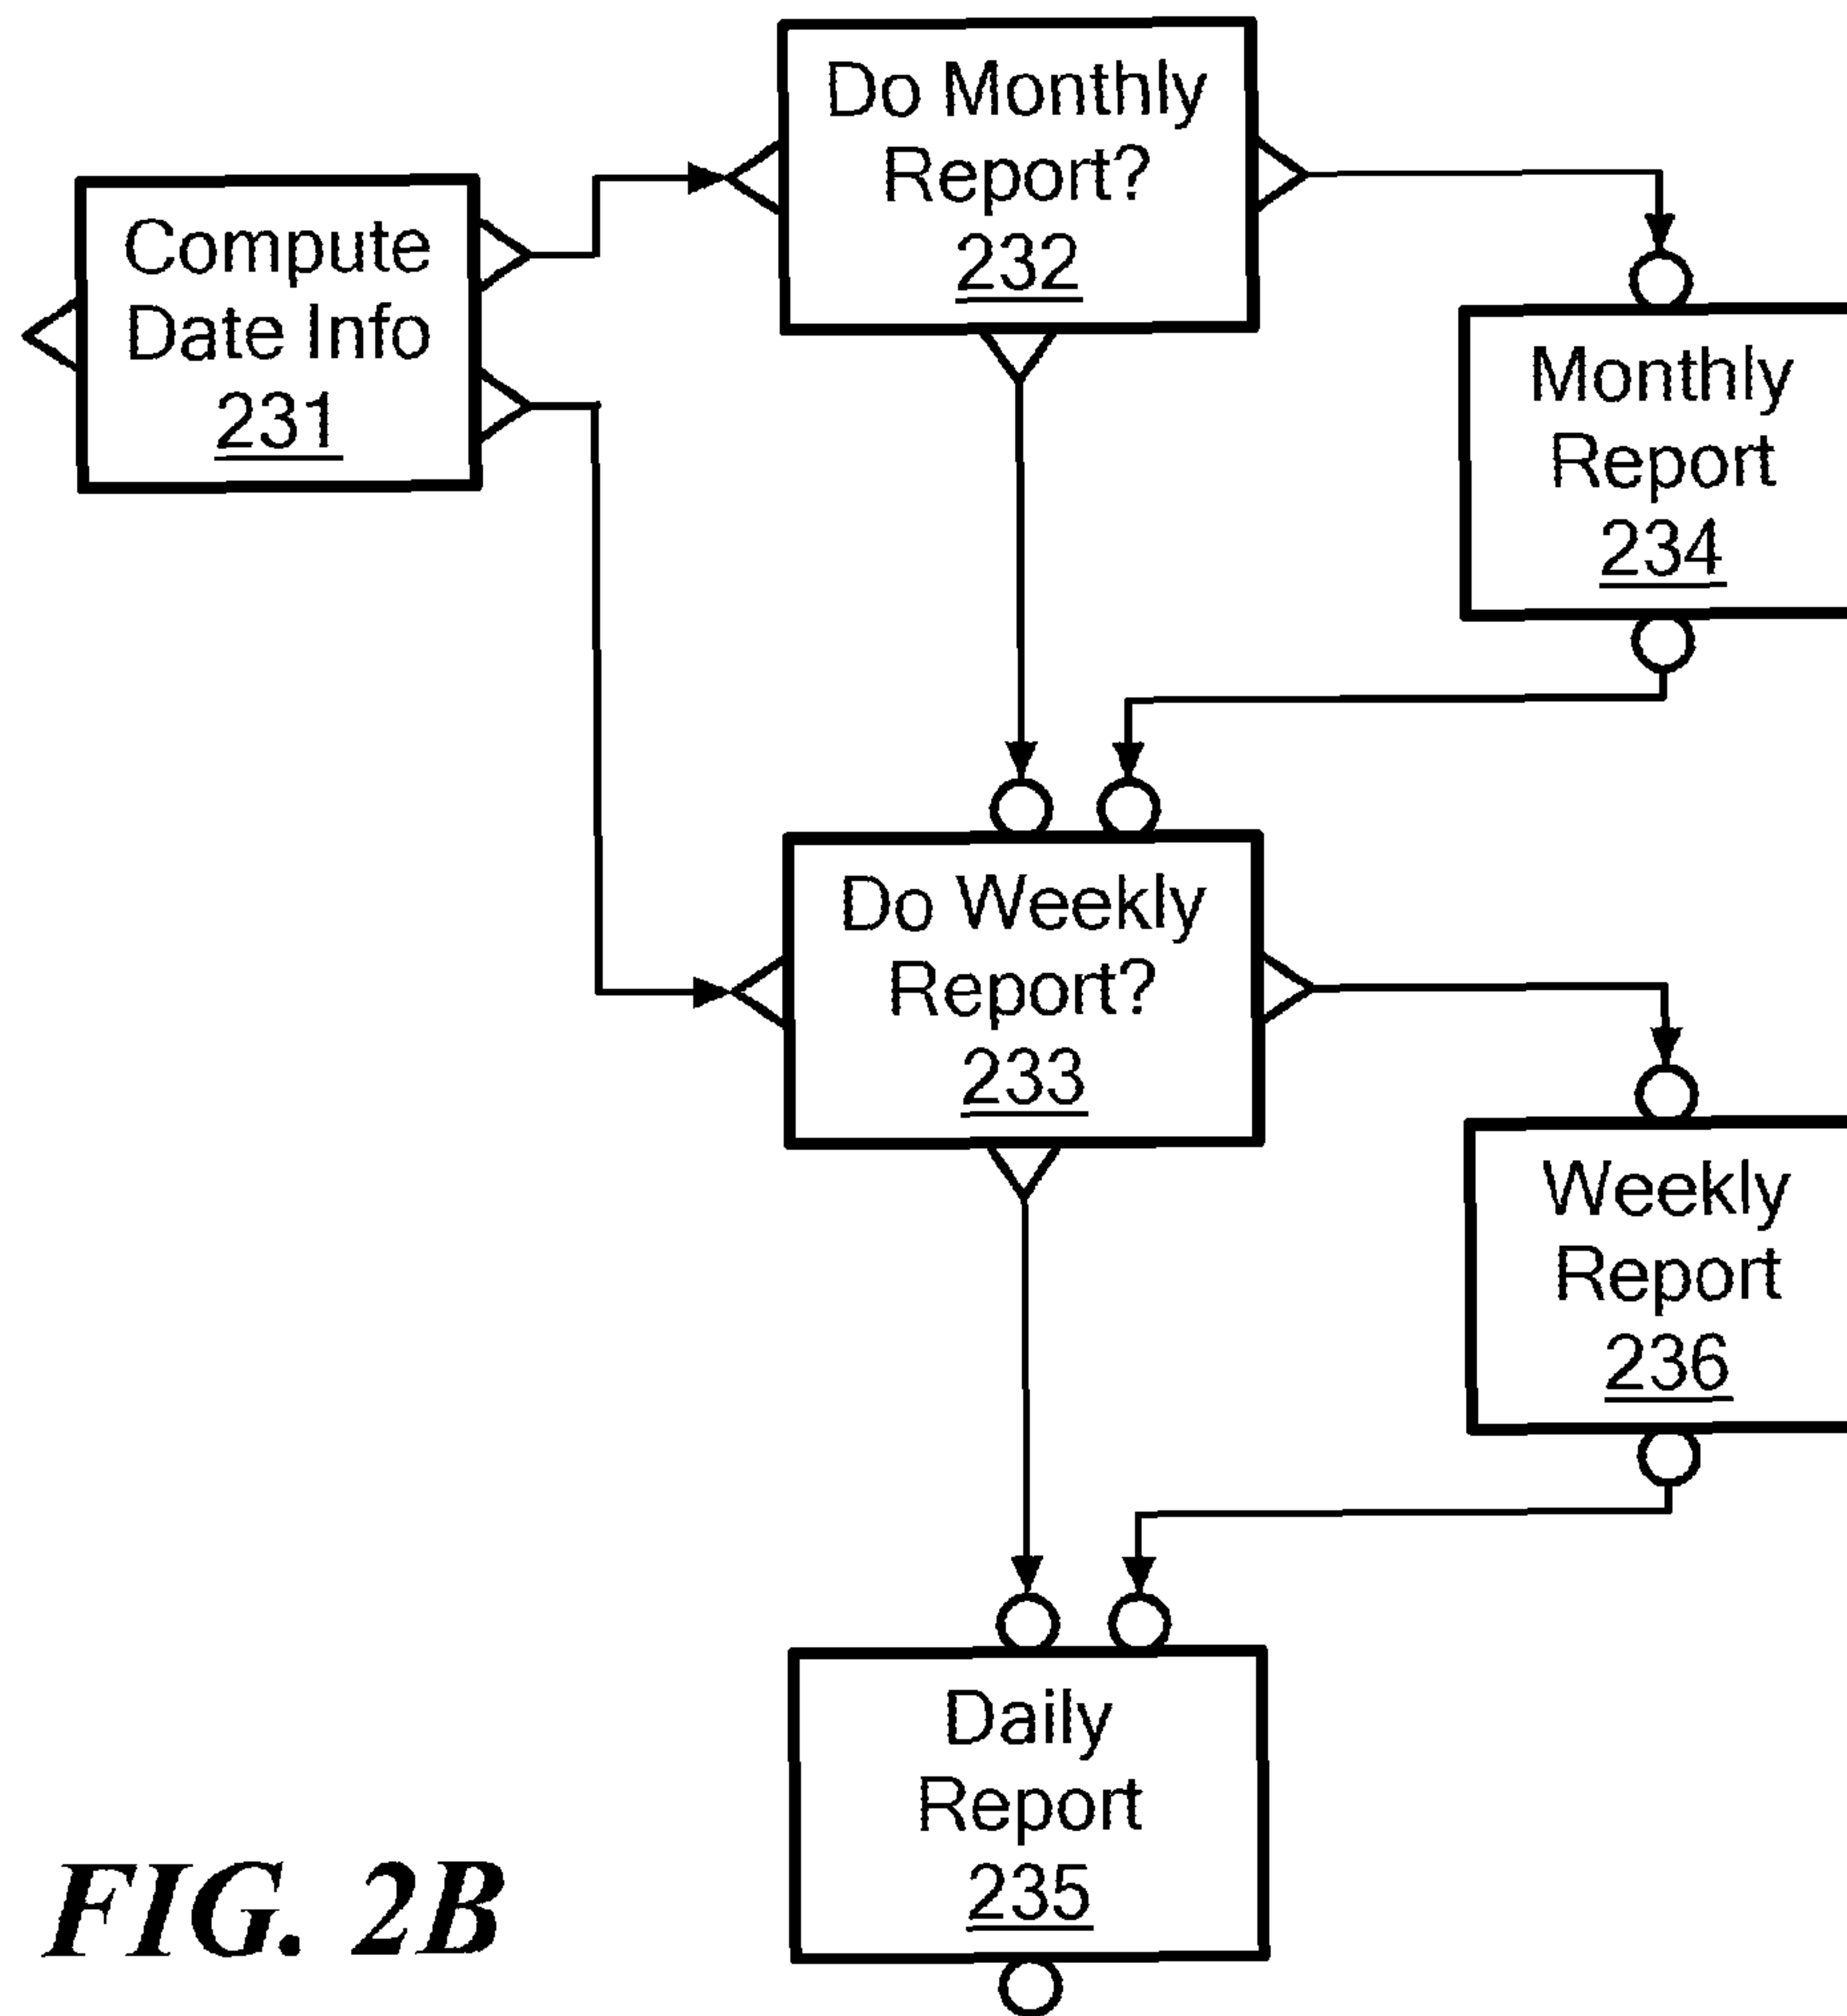 Do Monthly
Report?
232
Compute
Date Info
231
Monthly
Report
234
Do Weekly
Report?
233
Weekly
Report
236
Daily
Report
235
FIG. 2B